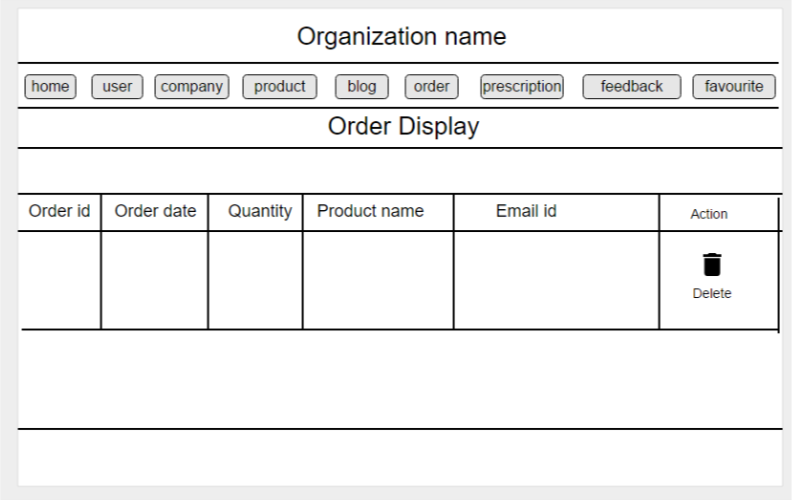 Organization name
home user company product blog order prescription feedback favourite
Order Display
Order id Order date Quantity Product name Email id Action
Delete